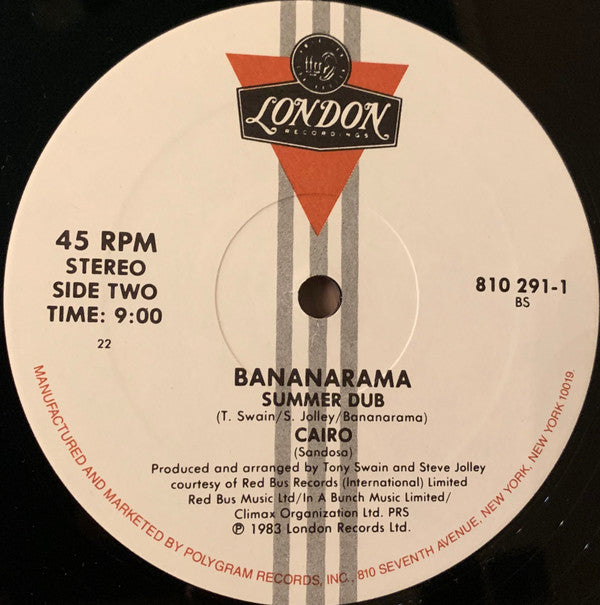 LONDON
RECORDINGS
45 RPM
STEREO
SIDE TWO
TIME: 9:00
22
810 291-1
BS
BANANARAMA
SUMMER DUB
(T. Swain/S. Jolley/Bananarama)
CAIRO
(Sandosa)
Produced and arranged by Tony Swain and Steve Jolley
courtesy of Red Bus Records (International) Limited
Red Bus Music Ltd/In A Bunch Music Limited/
Climax Organization Ltd. PRS
℗ 1983 London Records Ltd.
MANUFACTURED AND MARKETED BY POLYGRAM RECORDS, INC., 810 SEVENTH AVENUE, NEW YORK, NEW YORK 10019.